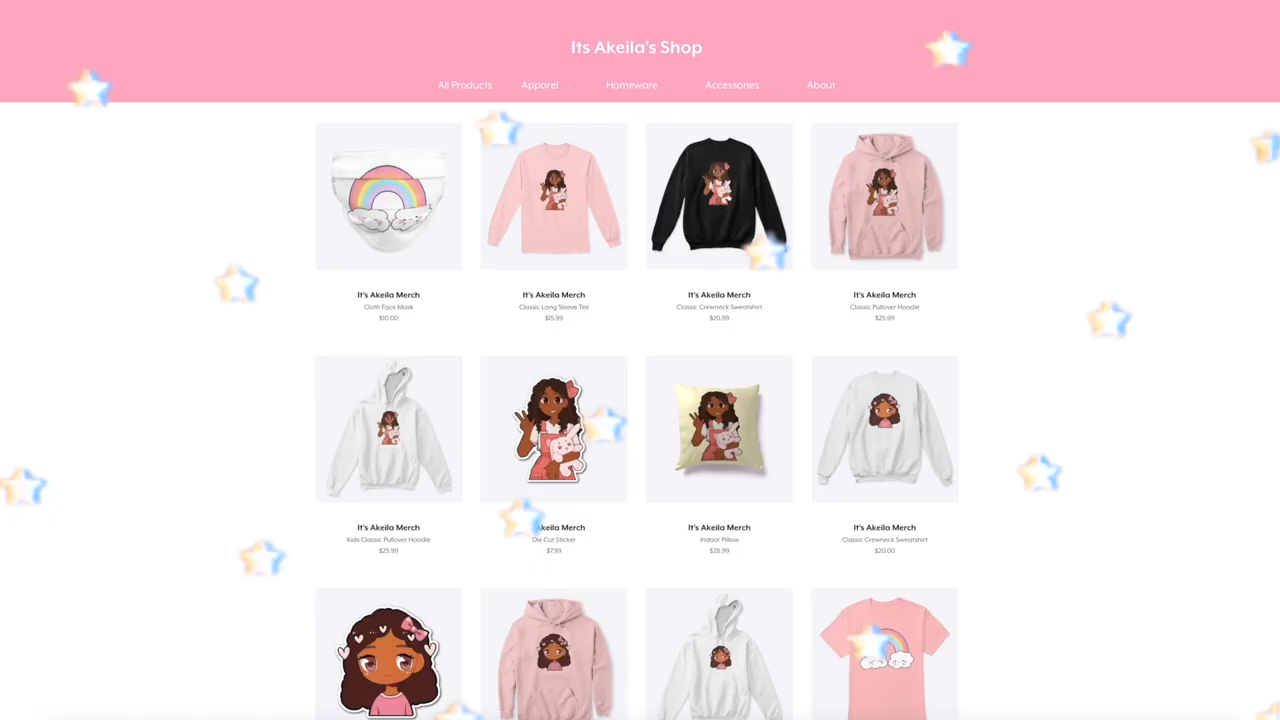 Its Akeila's Shop
All Products Apparel Homeware Accessories About
It's Akeila Merch It's Akeila Merch It's Akeila Merch It's Akeila Merch
Cloth Face Mask Classic Long Sleeve Tee Classic Crewneck Sweatshirt Classic Pullover Hoodie
$10.00 $15.99 $20.99 $25.99
It's Akeila Merch Akeila Merch It's Akeila Merch It's Akeila Merch
Kids Classic Pullover Hoodie Die Cut Sticker Indoor Pillow Classic Crewneck Sweatshirt
$25.99 $7.99 $28.99 $20.00